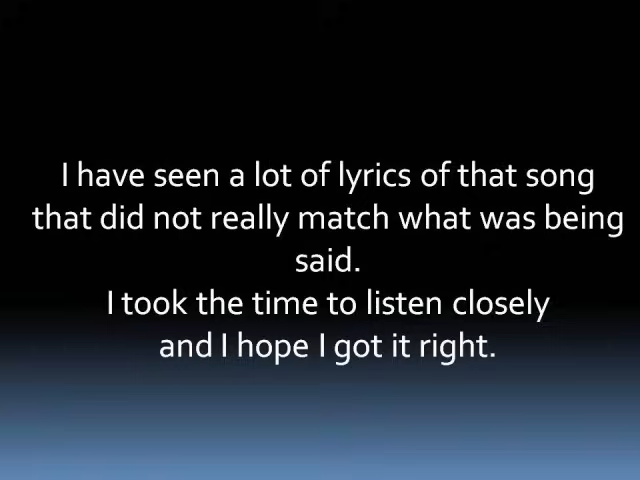 I have seen a lot of lyrics of that song
that did not really match what was being
said.
I took the time to listen closely
and I hope I got it right.